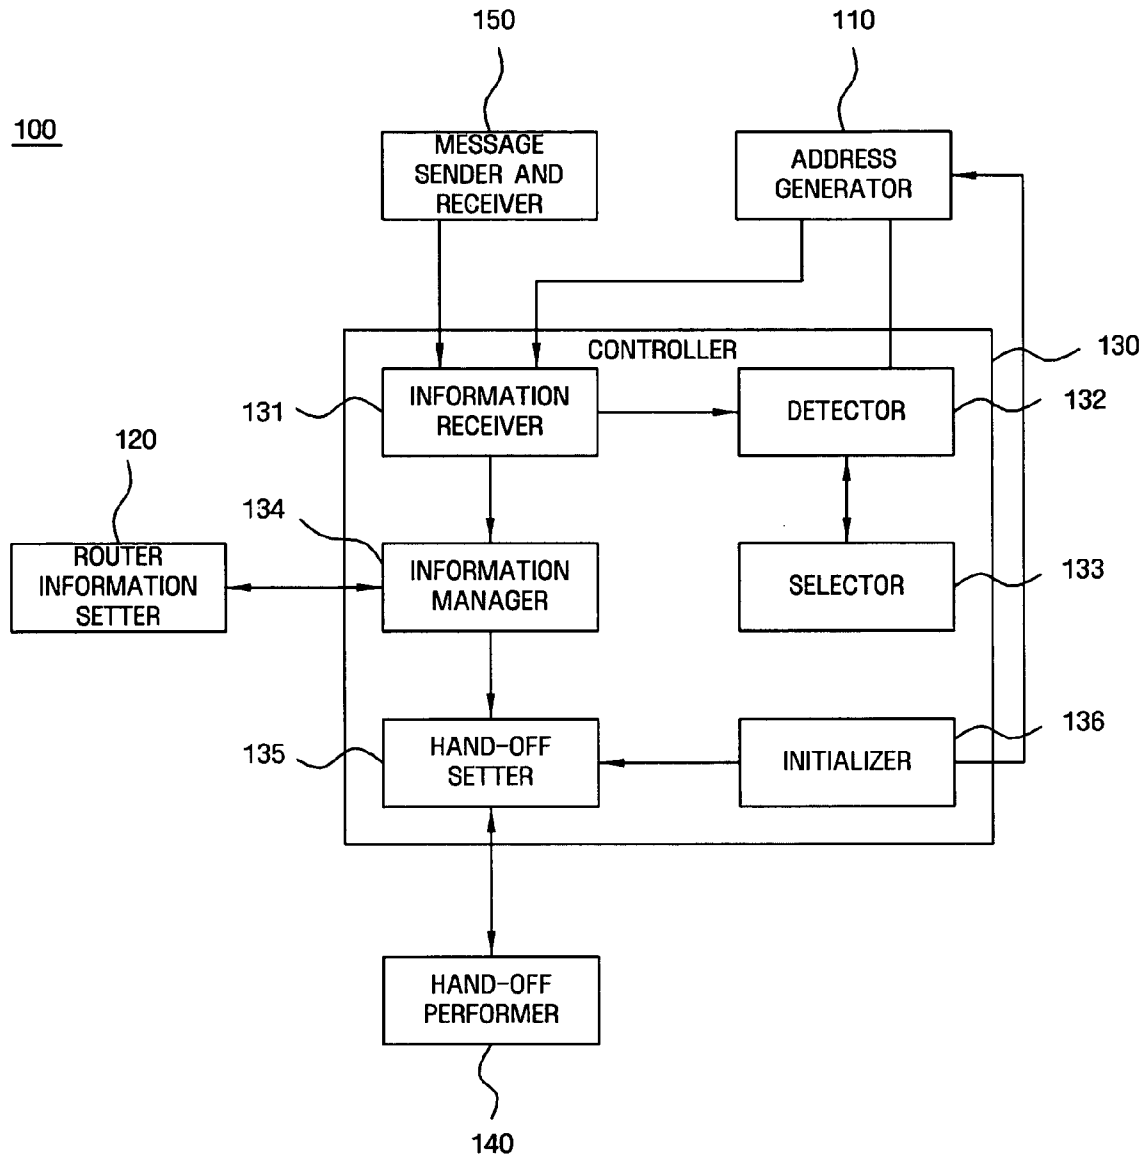 150
110
100
MESSAGE
SENDER AND
RECEIVER
ADDRESS
GENERATOR
CONTROLLER
130
INFORMATION
RECEIVER
131
DETECTOR
132
120
134
ROUTER
INFORMATION
SETTER
INFORMATION
MANAGER
SELECTOR
133
135
HAND-OFF
SETTER
INITIALIZER
136
HAND-OFF
PERFORMER
140